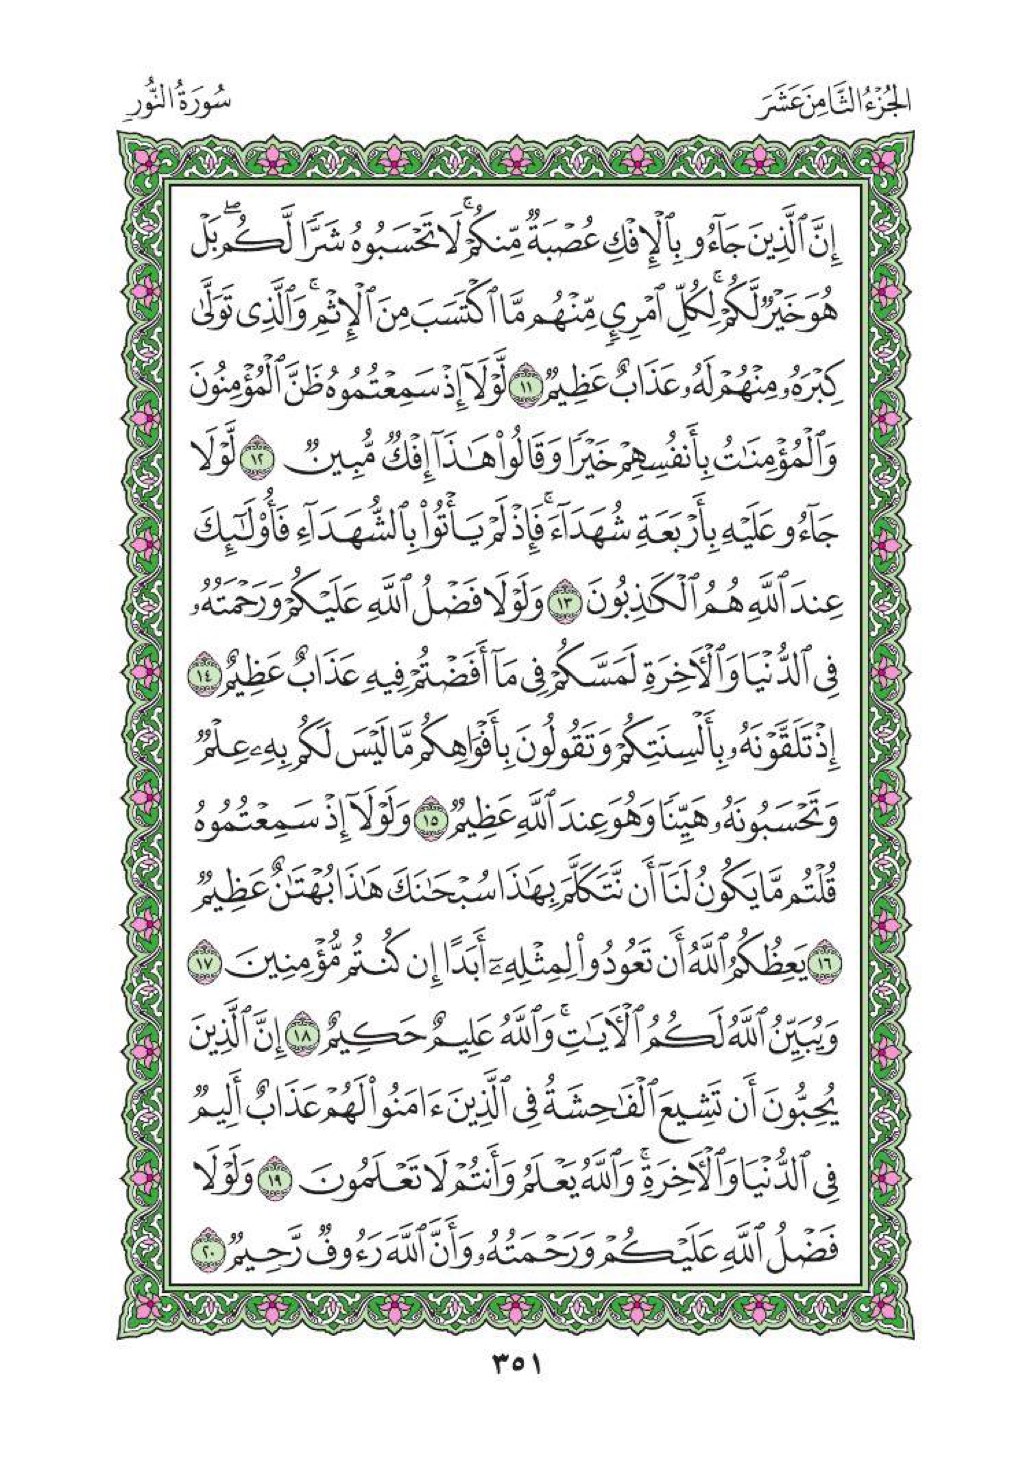 الجُزْءُ الثَّامِنَ عَشَرَ
سُورَةُ النُّورِ
إِنَّ ٱلَّذِينَ جَآءُو بِٱلْإِفْكِ عُصْبَةٌ مِّنكُمْ ۚ لَا تَحْسَبُوهُ شَرًّا لَّكُم ۖ بَلْ
هُوَ خَيْرٌ لَّكُمْ ۚ لِكُلِّ ٱمْرِئٍ مِّنْهُم مَّا ٱكْتَسَبَ مِنَ ٱلْإِثْمِ ۚ وَٱلَّذِى تَوَلَّىٰ
كِبْرَهُۥ مِنْهُمْ لَهُۥ عَذَابٌ عَظِيمٌ ١١ لَّوْلَآ إِذْ سَمِعْتُمُوهُ ظَنَّ ٱلْمُؤْمِنُونَ
وَٱلْمُؤْمِنَـٰتُ بِأَنفُسِهِمْ خَيْرًا وَقَالُوا۟ هَـٰذَآ إِفْكٌ مُّبِينٌ ١٢ لَّوْلَا
جَآءُو عَلَيْهِ بِأَرْبَعَةِ شُهَدَآءَ ۚ فَإِذْ لَمْ يَأْتُوا۟ بِٱلشُّهَدَآءِ فَأُو۟لَـٰٓئِكَ
عِندَ ٱللَّهِ هُمُ ٱلْكَـٰذِبُونَ ١٣ وَلَوْلَا فَضْلُ ٱللَّهِ عَلَيْكُمْ وَرَحْمَتُهُۥ
فِى ٱلدُّنْيَا وَٱلْـَٔاخِرَةِ لَمَسَّكُمْ فِى مَآ أَفَضْتُمْ فِيهِ عَذَابٌ عَظِيمٌ ١٤
إِذْ تَلَقَّوْنَهُۥ بِأَلْسِنَتِكُمْ وَتَقُولُونَ بِأَفْوَاهِكُم مَّا لَيْسَ لَكُم بِهِۦ عِلْمٌ
وَتَحْسَبُونَهُۥ هَيِّنًا وَهُوَ عِندَ ٱللَّهِ عَظِيمٌ ١٥ وَلَوْلَآ إِذْ سَمِعْتُمُوهُ
قُلْتُم مَّا يَكُونُ لَنَآ أَن نَّتَكَلَّمَ بِهَـٰذَا سُبْحَـٰنَكَ هَـٰذَا بُهْتَـٰنٌ عَظِيمٌ
١٦ يَعِظُكُمُ ٱللَّهُ أَن تَعُودُوا۟ لِمِثْلِهِۦٓ أَبَدًا إِن كُنتُم مُّؤْمِنِينَ ١٧
وَيُبَيِّنُ ٱللَّهُ لَكُمُ ٱلْـَٔايَـٰتِ ۚ وَٱللَّهُ عَلِيمٌ حَكِيمٌ ١٨ إِنَّ ٱلَّذِينَ
يُحِبُّونَ أَن تَشِيعَ ٱلْفَـٰحِشَةُ فِى ٱلَّذِينَ ءَامَنُوا۟ لَهُمْ عَذَابٌ أَلِيمٌ
فِى ٱلدُّنْيَا وَٱلْـَٔاخِرَةِ ۚ وَٱللَّهُ يَعْلَمُ وَأَنتُمْ لَا تَعْلَمُونَ ١٩ وَلَوْلَا
فَضْلُ ٱللَّهِ عَلَيْكُمْ وَرَحْمَتُهُۥ وَأَنَّ ٱللَّهَ رَءُوفٌ رَّحِيمٌ ٢٠
٣٥١